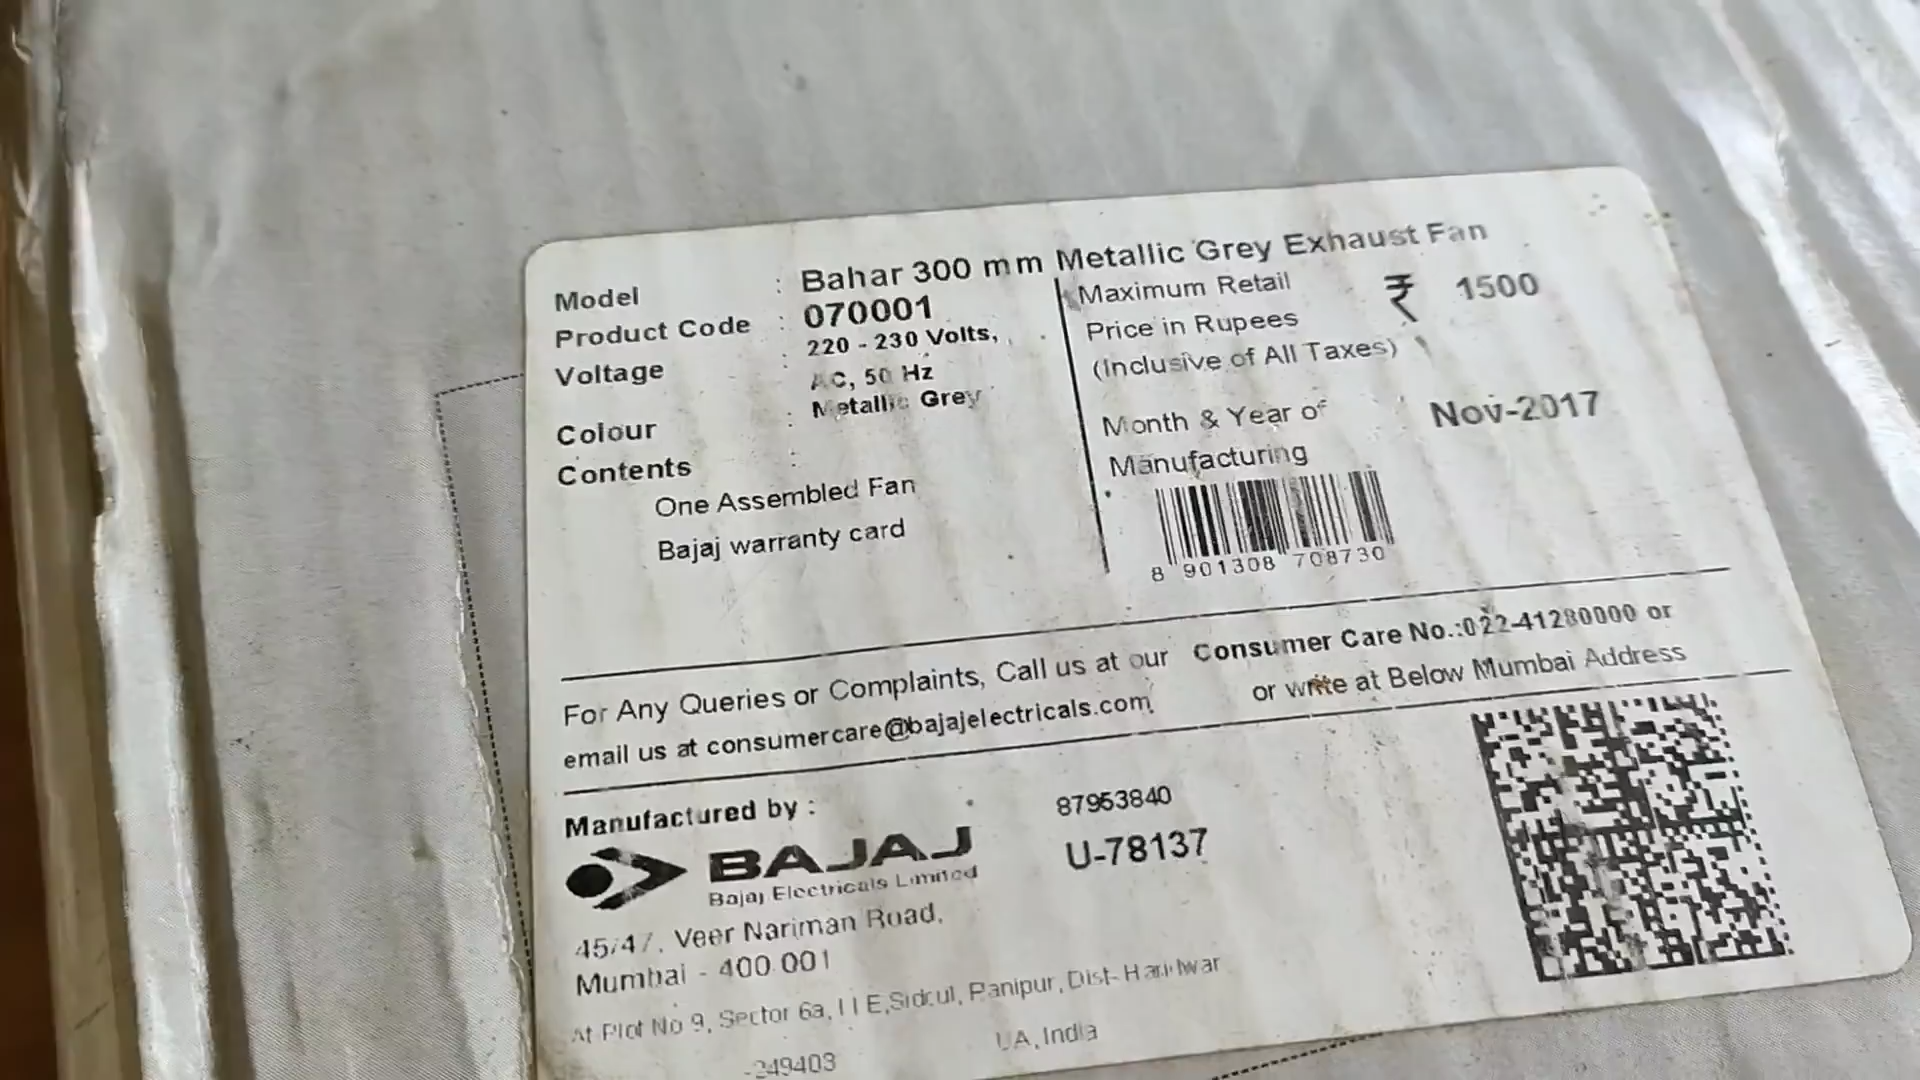 Model : Bahar 300 mm Metallic Grey Exhaust Fan
Product Code : 070001
Voltage : 220 - 230 Volts,
AC, 50 Hz
Colour : Metallic Grey
Contents :
One Assembled Fan
Bajaj warranty card
Maximum Retail ₹ 1500
Price in Rupees
(Inclusive of All Taxes)
Month & Year of Nov-2017
Manufacturing
8 901308 708730
For Any Queries or Complaints, Call us at our Consumer Care No.:022-41280000 or
email us at consumercare@bajajelectricals.com, or write at Below Mumbai Address
Manufactured by :
BAJAJ
Bajaj Electricals Limited
87953840
U-78137
45/47, Veer Nariman Road,
Mumbai - 400 001
At Plot No 9, Sector 6a, I I E, Sidcul, Panipur, Dist- Haridwar
-249403 UA, India